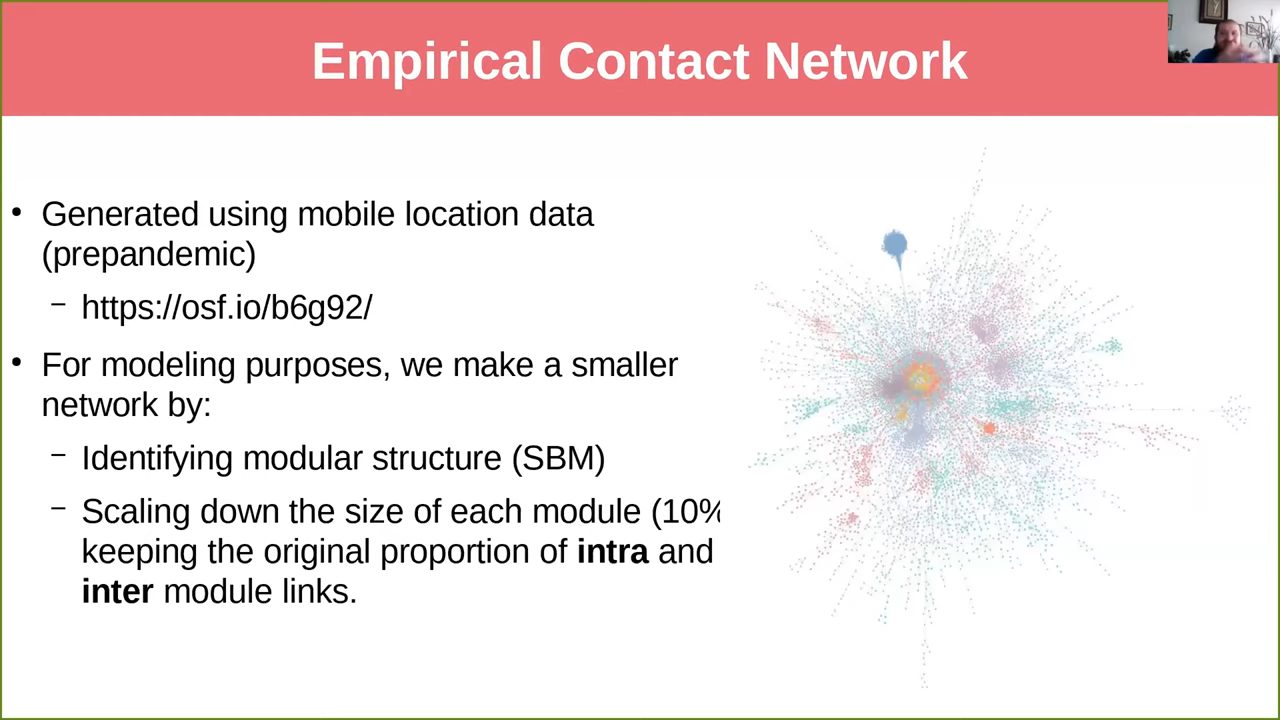 Empirical Contact Network
• Generated using mobile location data
(prepandemic)
– https://osf.io/b6g92/
• For modeling purposes, we make a smaller
network by:
– Identifying modular structure (SBM)
– Scaling down the size of each module (10%
keeping the original proportion of intra and
inter module links.